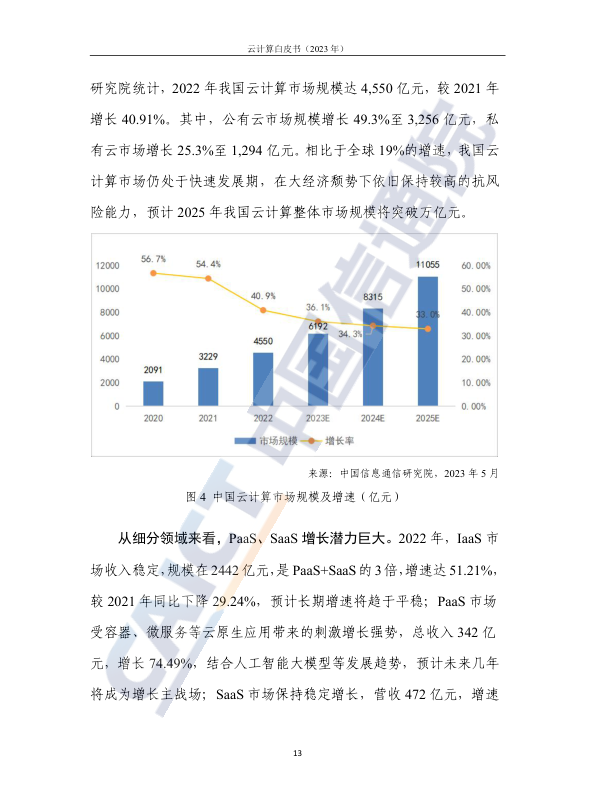 云计算白皮书（2023 年）
研究院统计，2022 年我国云计算市场规模达 4,550 亿元，较 2021 年
增长 40.91%。其中，公有云市场规模增长 49.3%至 3,256 亿元，私
有云市场增长 25.3%至 1,294 亿元。相比于全球 19%的增速，我国云
计算市场仍处于快速发展期，在大经济颓势下依旧保持较高的抗风
险能力，预计 2025 年我国云计算整体市场规模将突破万亿元。
12000
10000
8000
6000
4000
2000
0
56.7%
54.4%
40.9%
36.1%
34.3%
33.0%
2091
3229
4550
6192
8315
11055
60.00%
50.00%
40.00%
30.00%
20.00%
10.00%
0.00%
2020 2021 2022 2023E 2024E 2025E
市场规模 增长率
来源：中国信息通信研究院，2023 年 5 月
图 4 中国云计算市场规模及增速（亿元）
从细分领域来看，PaaS、SaaS 增长潜力巨大。2022 年，IaaS 市
场收入稳定，规模在 2442 亿元，是 PaaS+SaaS 的 3 倍，增速达 51.21%，
较 2021 年同比下降 29.24%，预计长期增速将趋于平稳；PaaS 市场
受容器、微服务等云原生应用带来的刺激增长强势，总收入 342 亿
元，增长 74.49%，结合人工智能大模型等发展趋势，预计未来几年
将成为增长主战场；SaaS 市场保持稳定增长，营收 472 亿元，增速
13
CAICT 中国信通院